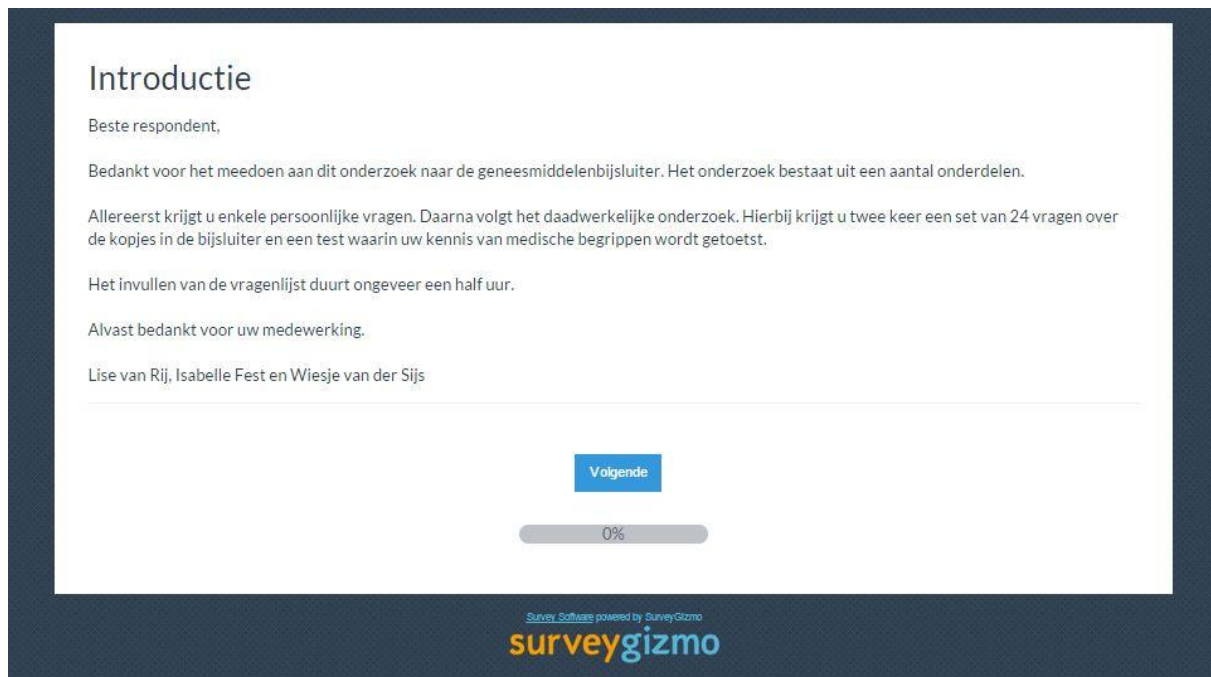 Introductie
Beste respondent,
Bedankt voor het meedoen aan dit onderzoek naar de geneesmiddelenbijsluiter. Het onderzoek bestaat uit een aantal onderdelen.
Allereerst krijgt u enkele persoonlijke vragen. Daarna volgt het daadwerkelijke onderzoek. Hierbij krijgt u twee keer een set van 24 vragen over
de kopjes in de bijsluiter en een test waarin uw kennis van medische begrippen wordt getoetst.
Het invullen van de vragenlijst duurt ongeveer een half uur.
Alvast bedankt voor uw medewerking.
Lise van Rij, Isabelle Fest en Wiesje van der Sijs
Volgende
0%
Survey Software powered by SurveyGizmo
surveygizmo